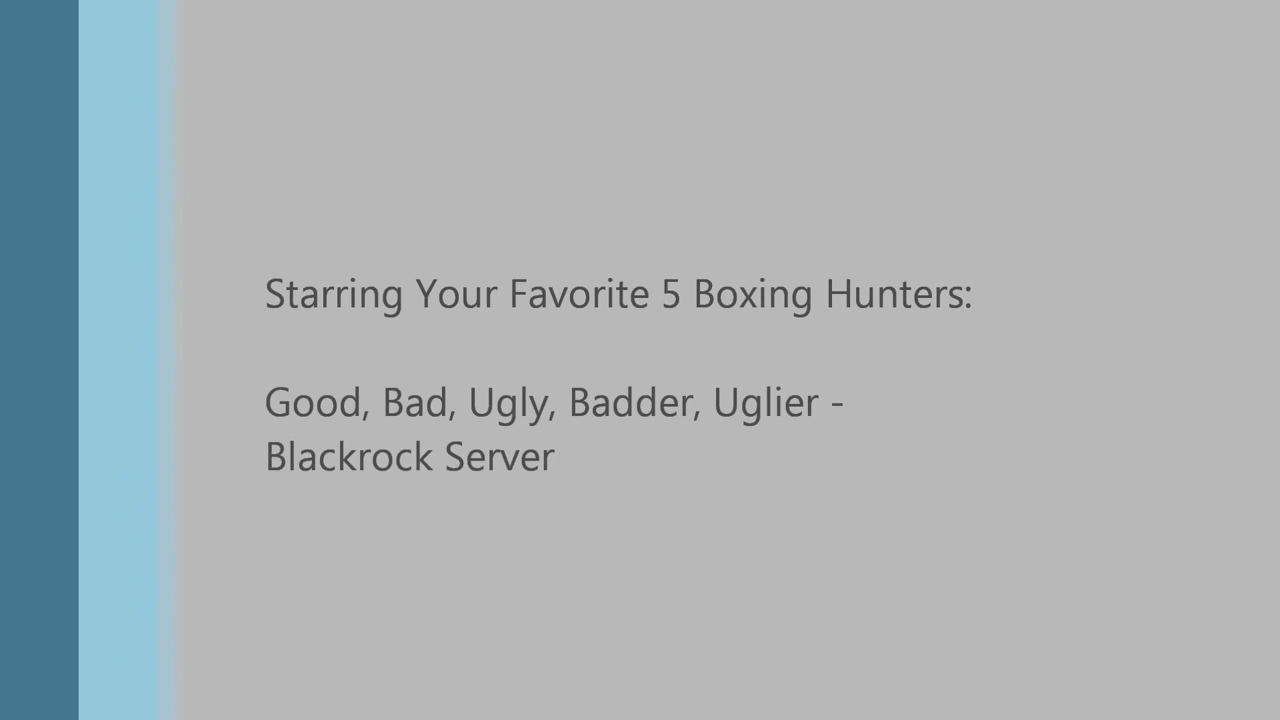 Starring Your Favorite 5 Boxing Hunters:
Good, Bad, Ugly, Badder, Uglier -
Blackrock Server